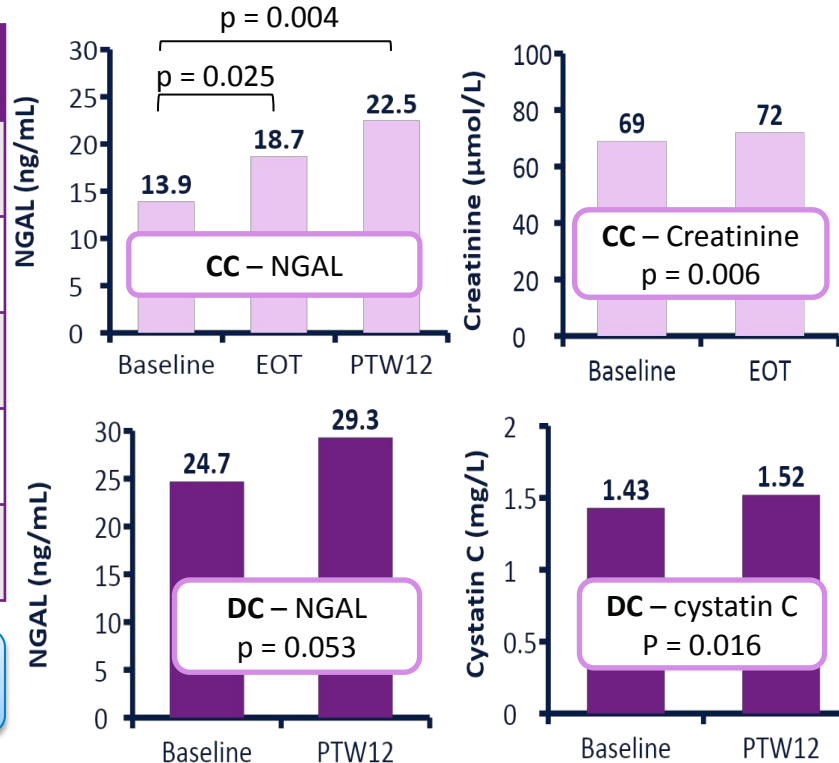 p = 0.004
p = 0.025
NGAL (ng/mL)
30
25
20
15
10
5
0
13.9
18.7
22.5
CC – NGAL
Baseline EOT PTW12
Creatinine (µmol/L)
100
80
60
40
20
0
69
72
CC – Creatinine
p = 0.006
Baseline EOT
NGAL (ng/mL)
30
25
20
15
10
5
0
24.7
29.3
DC – NGAL
p = 0.053
Baseline PTW12
Cystatin C (mg/L)
2
1.5
1
0.5
0
1.43
1.52
DC – cystatin C
P = 0.016
Baseline PTW12